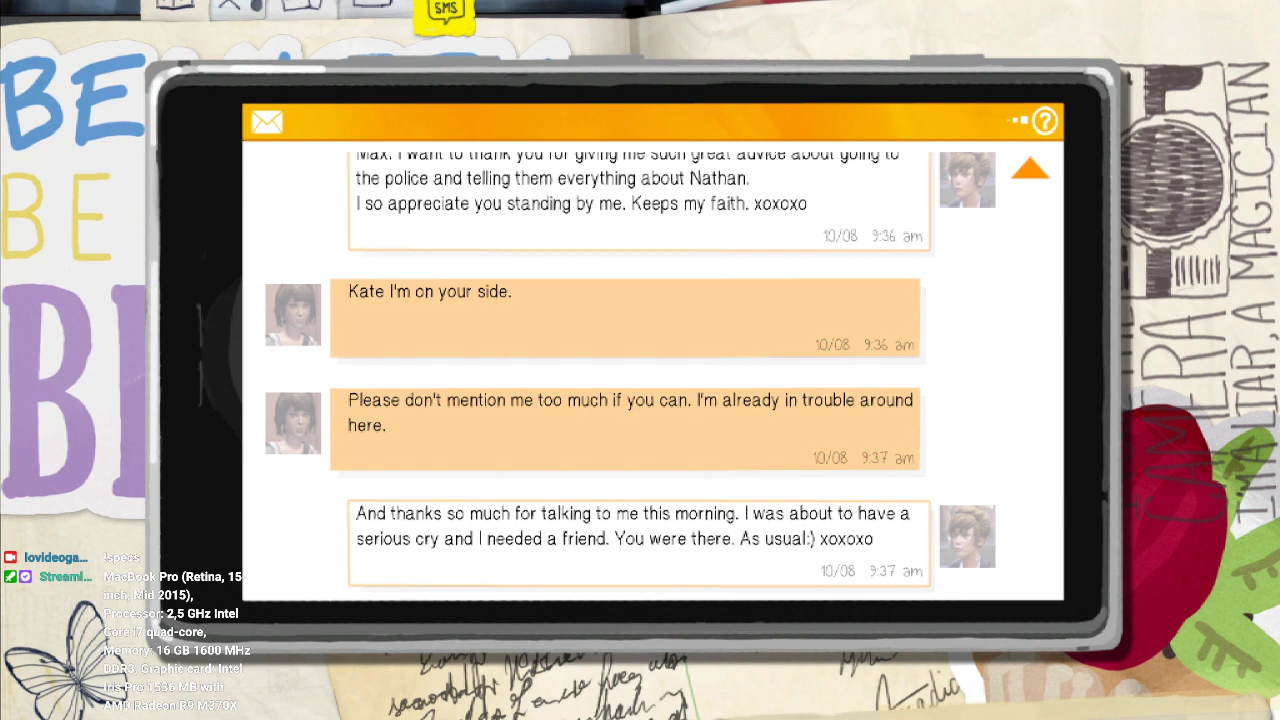 SMS
BE
BE
Max. I want to thank you for giving me such great advice about going to
the police and telling them everything about Nathan.
I so appreciate you standing by me. Keeps my faith. xoxoxo
10/08 9:36 am
Kate I'm on your side.
10/08 9:36 am
Please don't mention me too much if you can. I'm already in trouble around
here.
10/08 9:37 am
And thanks so much for talking to me this morning. I was about to have a
serious cry and I needed a friend. You were there. As usual:) xoxoxo
10/08 9:37 am
I'M A LIAR, A MAGICIAN
CAMERA
lovideoga... !specs
Streaml... MacBook Pro (Retina, 15
inch, Mid 2015),
Processor: 2,5 GHz Intel
Core i7 quad-core,
Memory: 16 GB 1600 MHz
DDR3, Graphic card: Intel
Iris Pro 1536 MB with
AMD Radeon R9 M370X